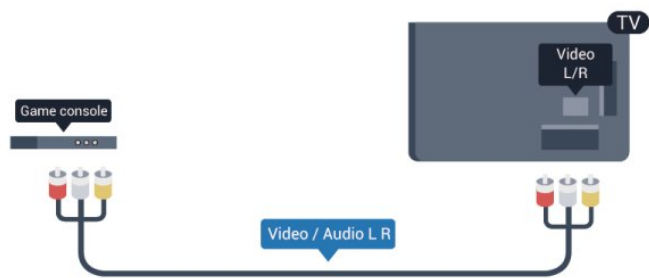 TV
Video
L/R
Game console
Video / Audio L R